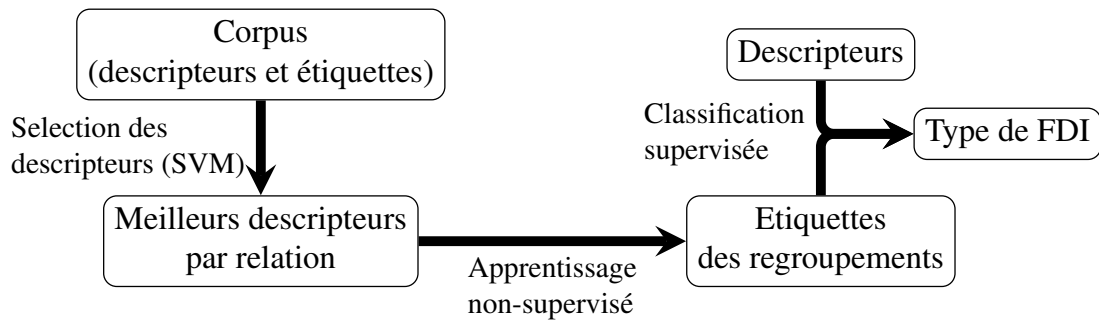 Corpus
(descripteurs et étiquettes)
Selection des
descripteurs (SVM)
Meilleurs descripteurs
par relation
Apprentissage
non-supervisé
Descripteurs
Classification
supervisée
Type de FDI
Etiquettes
des regroupements